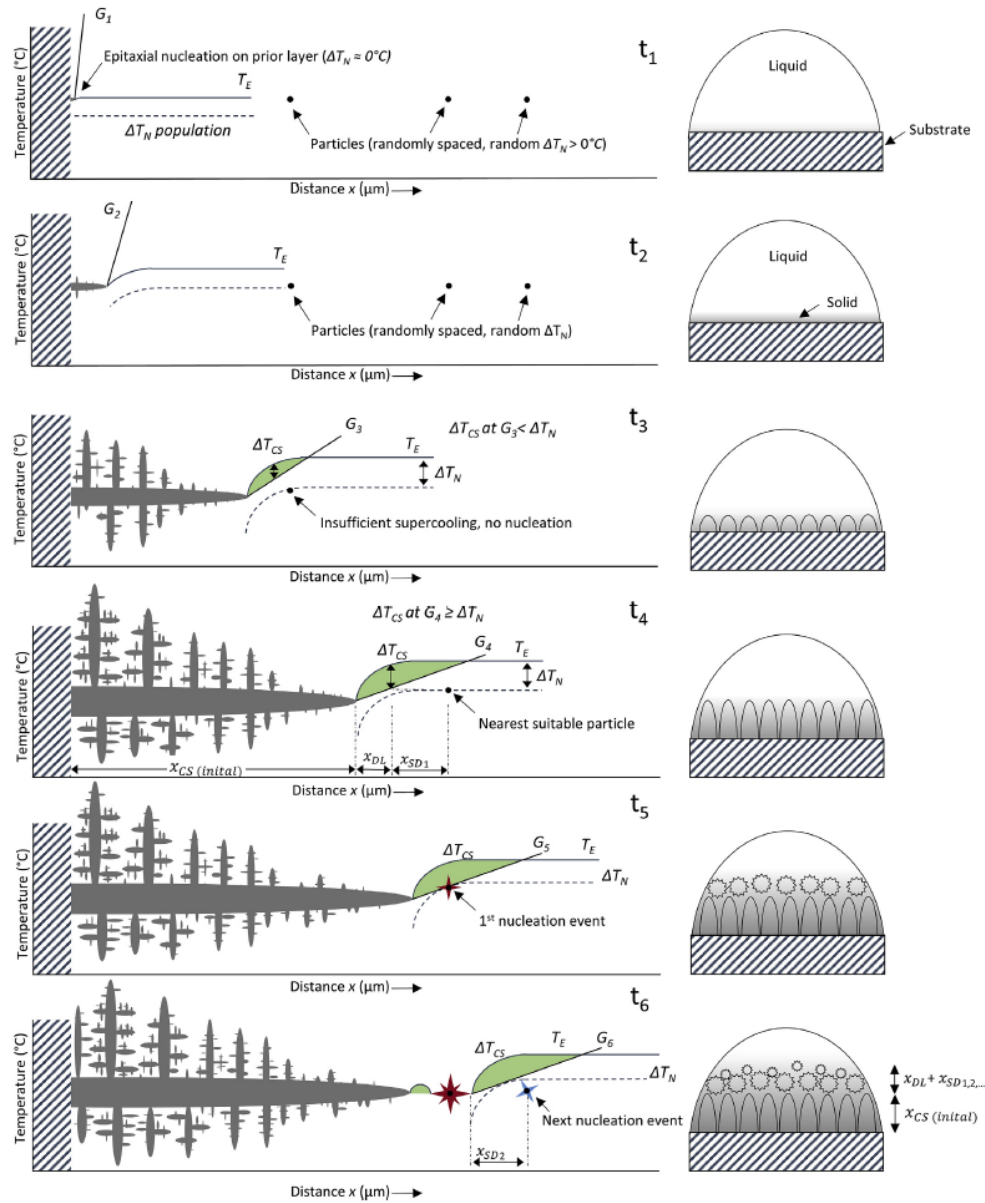 G1
t1
Epitaxial nucleation on prior layer (ΔTN ≈ 0°C)
TE
ΔTN population
Particles (randomly spaced, random ΔTN > 0°C)
Temperature (°C)
Distance x (μm)
Liquid
Substrate
G2
t2
TE
Particles (randomly spaced, random ΔTN)
Temperature (°C)
Distance x (μm)
Liquid
Solid
t3
G3
ΔTCS at G3 < ΔTN
ΔTCS
TE
ΔTN
Insufficient supercooling, no nucleation
Temperature (°C)
Distance x (μm)
t4
ΔTCS at G4 ≥ ΔTN
ΔTCS
G4
TE
ΔTN
Nearest suitable particle
xCS (inital)
xDL
xSD1
Temperature (°C)
Distance x (μm)
t5
ΔTCS
G5
TE
ΔTN
1st nucleation event
Temperature (°C)
Distance x (μm)
t6
ΔTCS
TE
G6
ΔTN
Next nucleation event
xSD2
Temperature (°C)
Distance x (μm)
xDL + xSD1,2,...
xCS (inital)